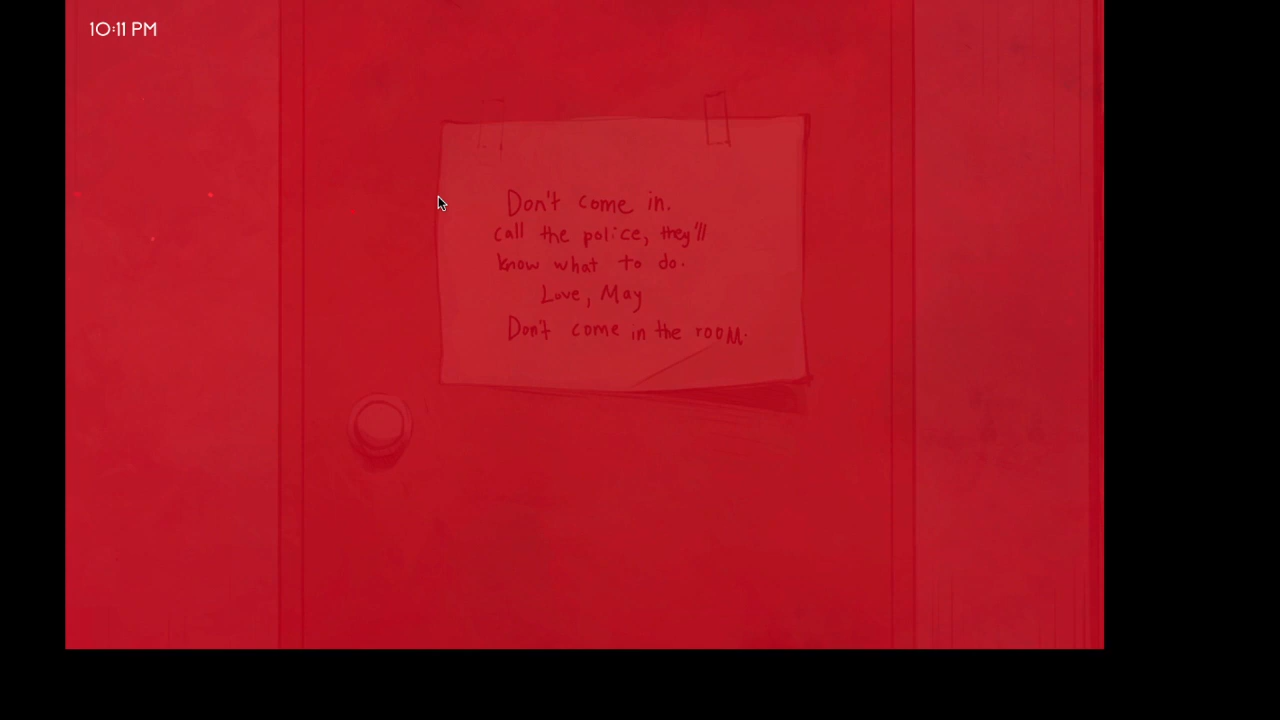 10:11 PM
Don't come in.
call the police, they'll
know what to do.
Love, May
Don't come in the room.